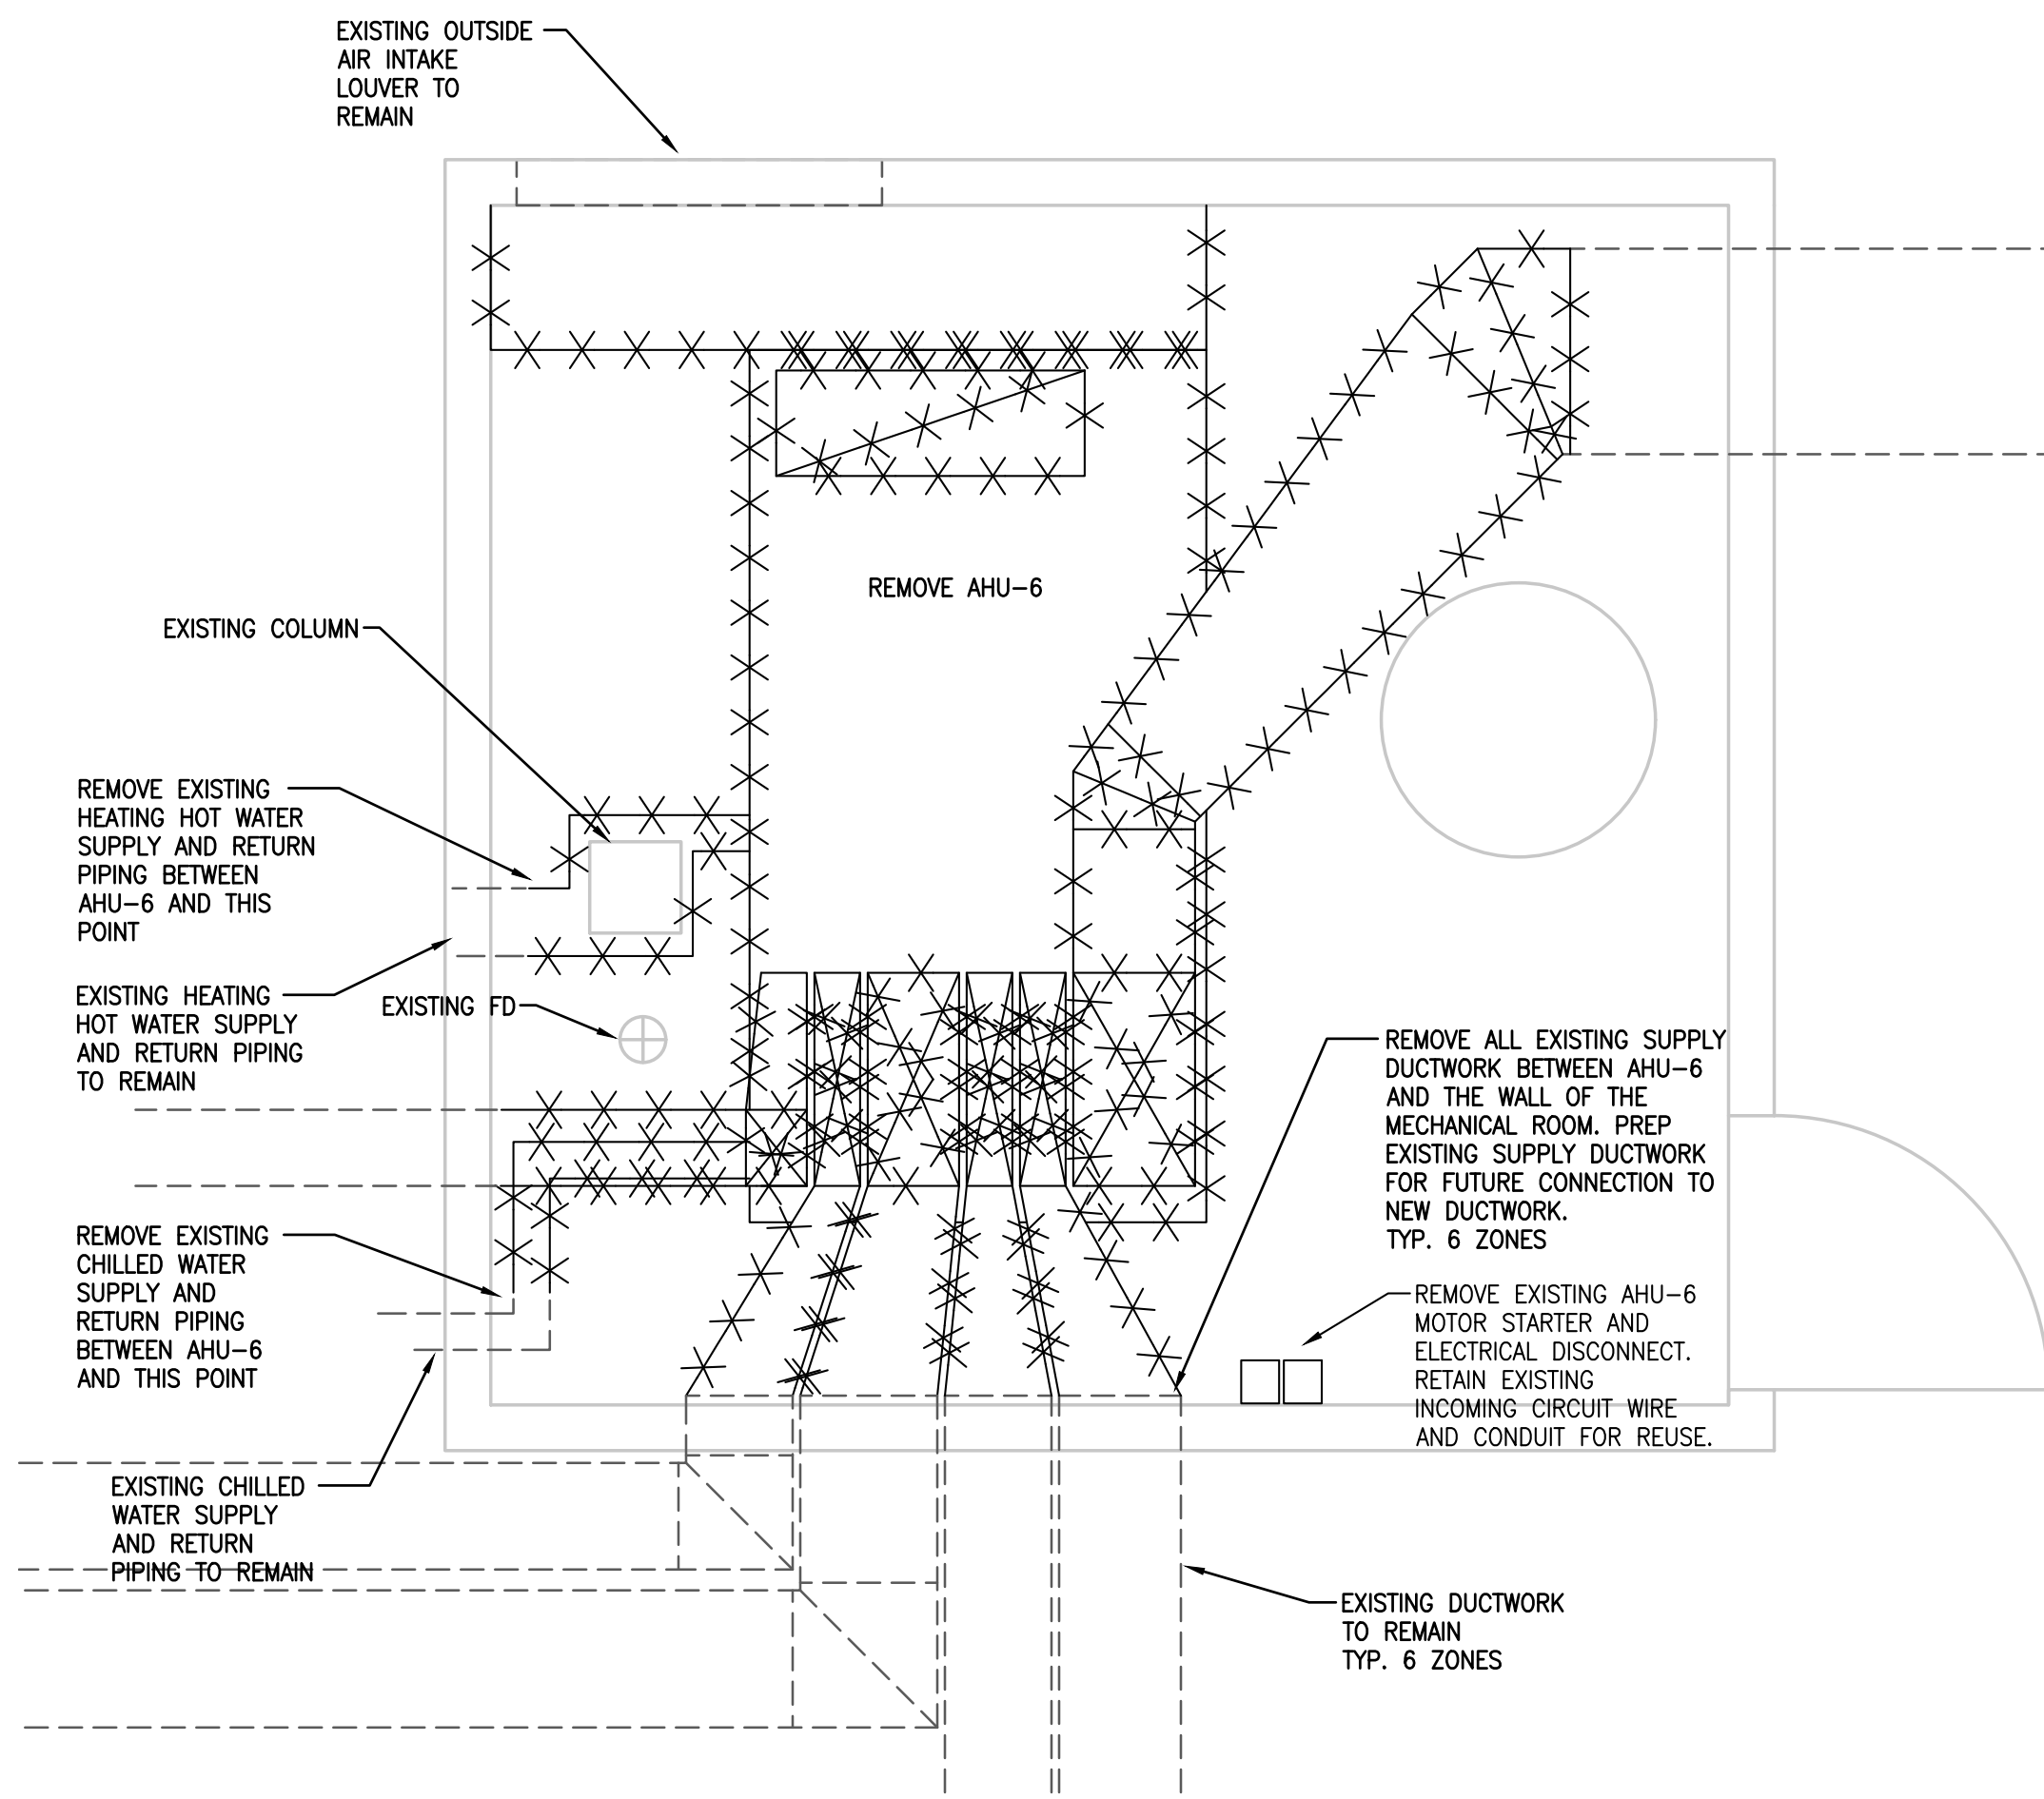 EXISTING OUTSIDE
AIR INTAKE
LOUVER TO
REMAIN
REMOVE AHU-6
EXISTING COLUMN
REMOVE EXISTING
HEATING HOT WATER
SUPPLY AND RETURN
PIPING BETWEEN
AHU-6 AND THIS
POINT
EXISTING HEATING
HOT WATER SUPPLY
AND RETURN PIPING
TO REMAIN
EXISTING FD
REMOVE ALL EXISTING SUPPLY
DUCTWORK BETWEEN AHU-6
AND THE WALL OF THE
MECHANICAL ROOM. PREP
EXISTING SUPPLY DUCTWORK
FOR FUTURE CONNECTION TO
NEW DUCTWORK.
TYP. 6 ZONES
REMOVE EXISTING
CHILLED WATER
SUPPLY AND
RETURN PIPING
BETWEEN AHU-6
AND THIS POINT
REMOVE EXISTING AHU-6
MOTOR STARTER AND
ELECTRICAL DISCONNECT.
RETAIN EXISTING
INCOMING CIRCUIT WIRE
AND CONDUIT FOR REUSE.
EXISTING CHILLED
WATER SUPPLY
AND RETURN
PIPING TO REMAIN
EXISTING DUCTWORK
TO REMAIN
TYP. 6 ZONES